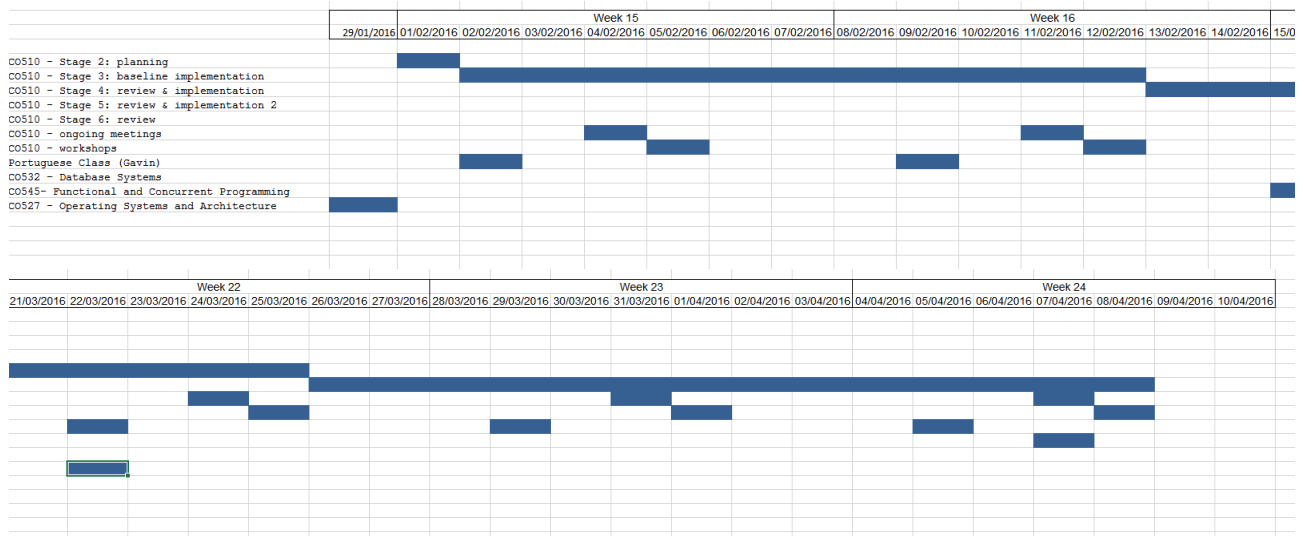 Week 15 Week 16
29/01/2016 01/02/2016 02/02/2016 03/02/2016 04/02/2016 05/02/2016 06/02/2016 07/02/2016 08/02/2016 09/02/2016 10/02/2016 11/02/2016 12/02/2016 13/02/2016 14/02/2016 15/0
CO510 - Stage 2: planning
CO510 - Stage 3: baseline implementation
CO510 - Stage 4: review & implementation
CO510 - Stage 5: review & implementation 2
CO510 - Stage 6: review
CO510 - ongoing meetings
CO510 - workshops
Portuguese Class (Gavin)
CO532 - Database Systems
CO545- Functional and Concurrent Programming
CO527 - Operating Systems and Architecture
Week 22 Week 23 Week 24
21/03/2016 22/03/2016 23/03/2016 24/03/2016 25/03/2016 26/03/2016 27/03/2016 28/03/2016 29/03/2016 30/03/2016 31/03/2016 01/04/2016 02/04/2016 03/04/2016 04/04/2016 05/04/2016 06/04/2016 07/04/2016 08/04/2016 09/04/2016 10/04/2016